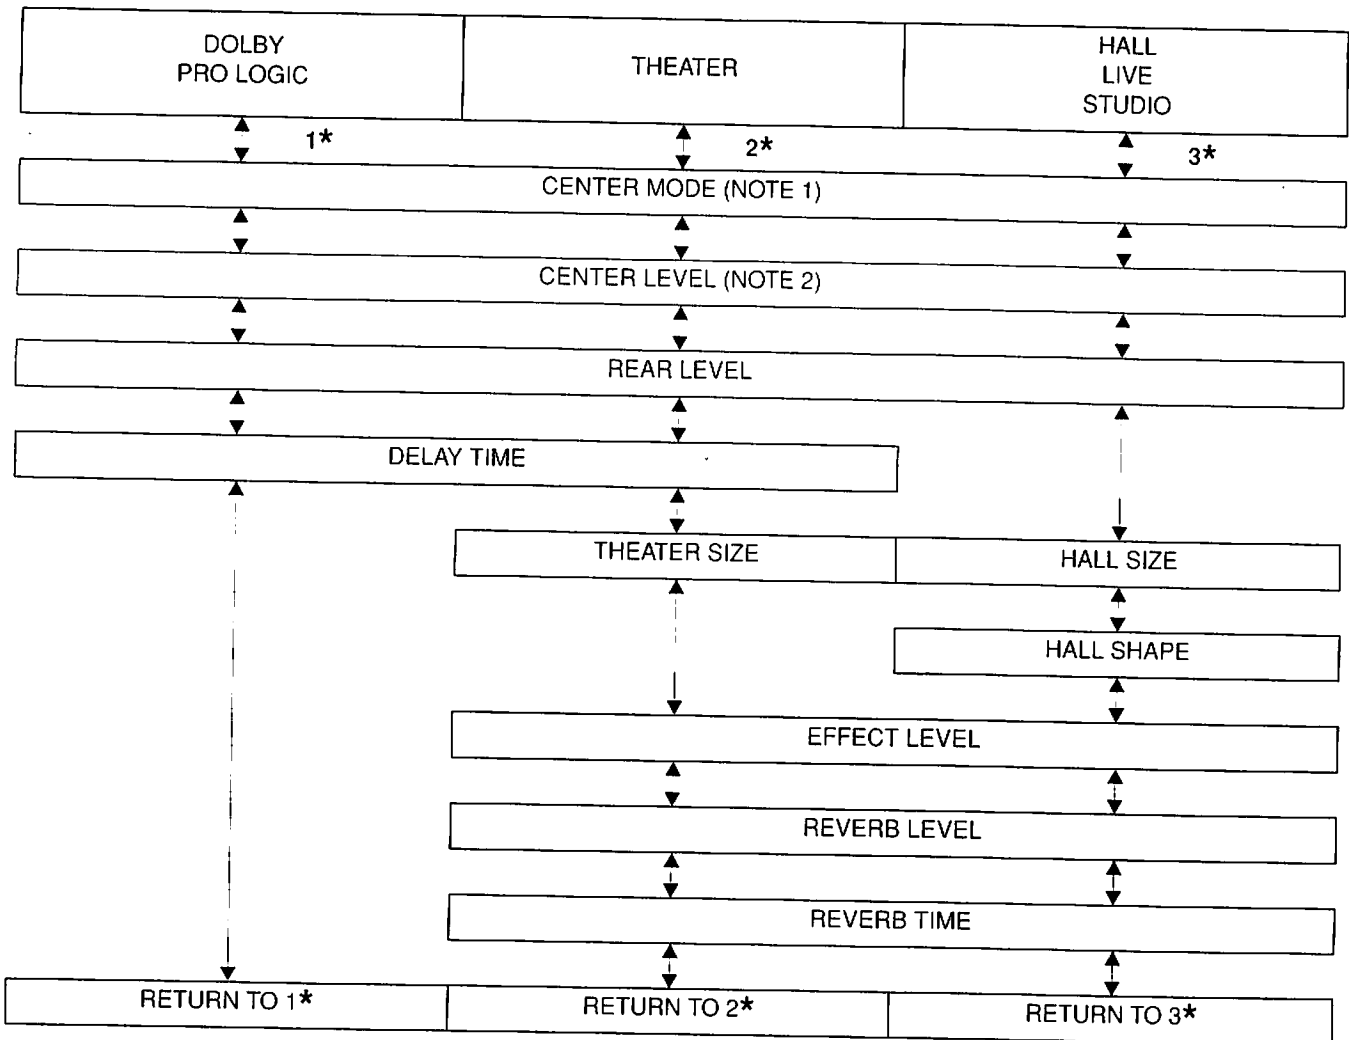 DOLBY
PRO LOGIC
THEATER
HALL
LIVE
STUDIO
1*
2*
3*
CENTER MODE (NOTE 1)
CENTER LEVEL (NOTE 2)
REAR LEVEL
DELAY TIME
THEATER SIZE
HALL SIZE
HALL SHAPE
EFFECT LEVEL
REVERB LEVEL
REVERB TIME
RETURN TO 1*
RETURN TO 2*
RETURN TO 3*